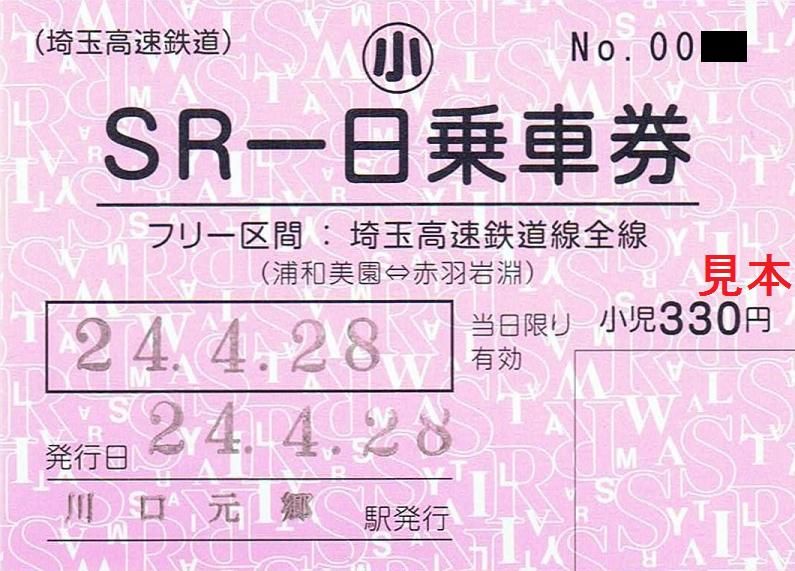 (埼玉高速鉄道)
小
No.00
SR一日乗車券
フリー区間：埼玉高速鉄道線全線
(浦和美園⇔赤羽岩淵)
見本
24.4.28
当日限り
有効
小児330円
発行日 24.4.28
川口元郷 駅発行